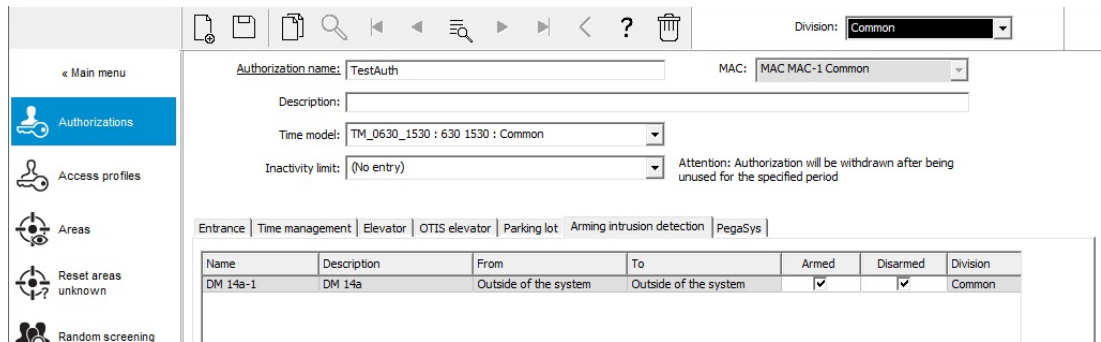 Division: Common
« Main menu
Authorizations
Access profiles
Areas
Reset areas
unknown
Random screening
Authorization name: TestAuth
MAC: MAC MAC-1 Common
Description:
Time model: TM_0630_1530 : 630 1530 : Common
Inactivity limit: (No entry)
Attention: Authorization will be withdrawn after being
unused for the specified period
Entrance Time management Elevator OTIS elevator Parking lot Arming intrusion detection PegaSys
Name Description From To Armed Disarmed Division
DM 14a-1 DM 14a Outside of the system Outside of the system Common